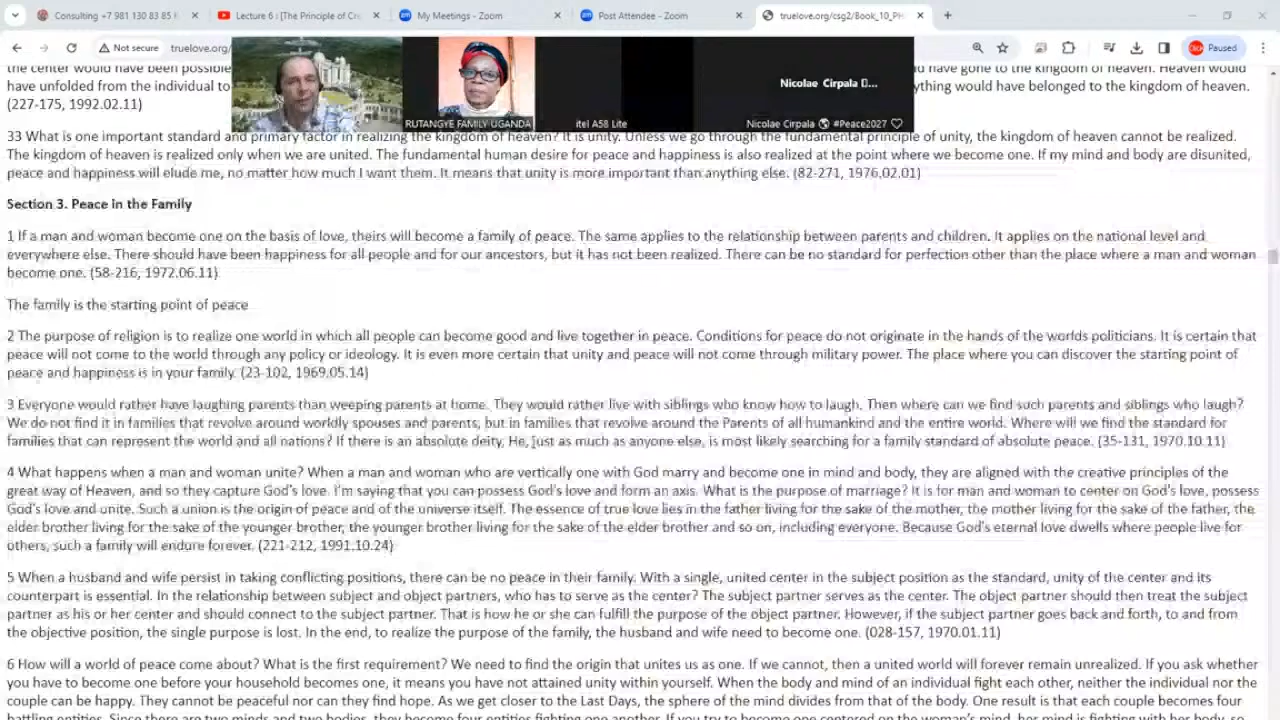 Consulting +7 981 130 83 85
Lecture 6 : [The Principle of Cre
My Meetings - Zoom
Post Attendee - Zoom
truelove.org/csg2/Book_10_PH
Not secure
truelove.org/
Paused
the center would have been possible
ld have gone to the kingdom of heaven. Heaven would
have unfolded from the individual to
ything would have belonged to the kingdom of heaven.
(227-175, 1992.02.11)
Nicolae Cirpala
RUTANGYE FAMILY-UGANDA
itel A58 Lite
Nicolae Cirpala #Peace2027
33 What is one important standard and primary factor in realizing the kingdom of heaven? It is unity. Unless we go through the fundamental principle of unity, the kingdom of heaven cannot be realized.
The kingdom of heaven is realized only when we are united. The fundamental human desire for peace and happiness is also realized at the point where we become one. If my mind and body are disunited,
peace and happiness will elude me, no matter how much I want them. It means that unity is more important than anything else. (82-271, 1976.02.01)
Section 3. Peace in the Family
1 If a man and woman become one on the basis of love, theirs will become a family of peace. The same applies to the relationship between parents and children. It applies on the national level and
everywhere else. There should have been happiness for all people and for our ancestors, but it has not been realized. There can be no standard for perfection other than the place where a man and woman
become one. (58-216, 1972.06.11)
The family is the starting point of peace
2 The purpose of religion is to realize one world in which all people can become good and live together in peace. Conditions for peace do not originate in the hands of the worlds politicians. It is certain that
peace will not come to the world through any policy or ideology. It is even more certain that unity and peace will not come through military power. The place where you can discover the starting point of
peace and happiness is in your family. (23-102, 1969.05.14)
3 Everyone would rather have laughing parents than weeping parents at home. They would rather live with siblings who know how to laugh. Then where can we find such parents and siblings who laugh?
We do not find it in families that revolve around worldly spouses and parents, but in families that revolve around the Parents of all humankind and the entire world. Where will we find the standard for
families that can represent the world and all nations? If there is an absolute deity, He, just as much as anyone else, is most likely searching for a family standard of absolute peace. (35-131, 1970.10.11)
4 What happens when a man and woman unite? When a man and woman who are vertically one with God marry and become one in mind and body, they are aligned with the creative principles of the
great way of Heaven, and so they capture God's love. I'm saying that you can possess God's love and form an axis. What is the purpose of marriage? It is for man and woman to center on God's love, possess
God's love and unite. Such a union is the origin of peace and of the universe itself. The essence of true love lies in the father living for the sake of the mother, the mother living for the sake of the father, the
elder brother living for the sake of the younger brother, the younger brother living for the sake of the elder brother and so on, including everyone. Because God's eternal love dwells where people live for
others, such a family will endure forever. (221-212, 1991.10.24)
5 When a husband and wife persist in taking conflicting positions, there can be no peace in their family. With a single, united center in the subject position as the standard, unity of the center and its
counterpart is essential. In the relationship between subject and object partners, who has to serve as the center? The subject partner serves as the center. The object partner should then treat the subject
partner as his or her center and should connect to the subject partner. That is how he or she can fulfill the purpose of the object partner. However, if the subject partner goes back and forth, to and from
the objective position, the single purpose is lost. In the end, to realize the purpose of the family, the husband and wife need to become one. (028-157, 1970.01.11)
6 How will a world of peace come about? What is the first requirement? We need to find the origin that unites us as one. If we cannot, then a united world will forever remain unrealized. If you ask whether
you have to become one before your household becomes one, it means you have not attained unity within yourself. When the body and mind of an individual fight each other, neither the individual nor the
couple can be happy. They cannot be peaceful nor can they find hope. As we get closer to the Last Days, the sphere of the mind divides from that of the body. One result is that each couple becomes four
battling entities. Since there are two minds and two bodies, they become four entities fighting one another. If you try to become one centered on the woman's mind, her mind is fighting with her body, so